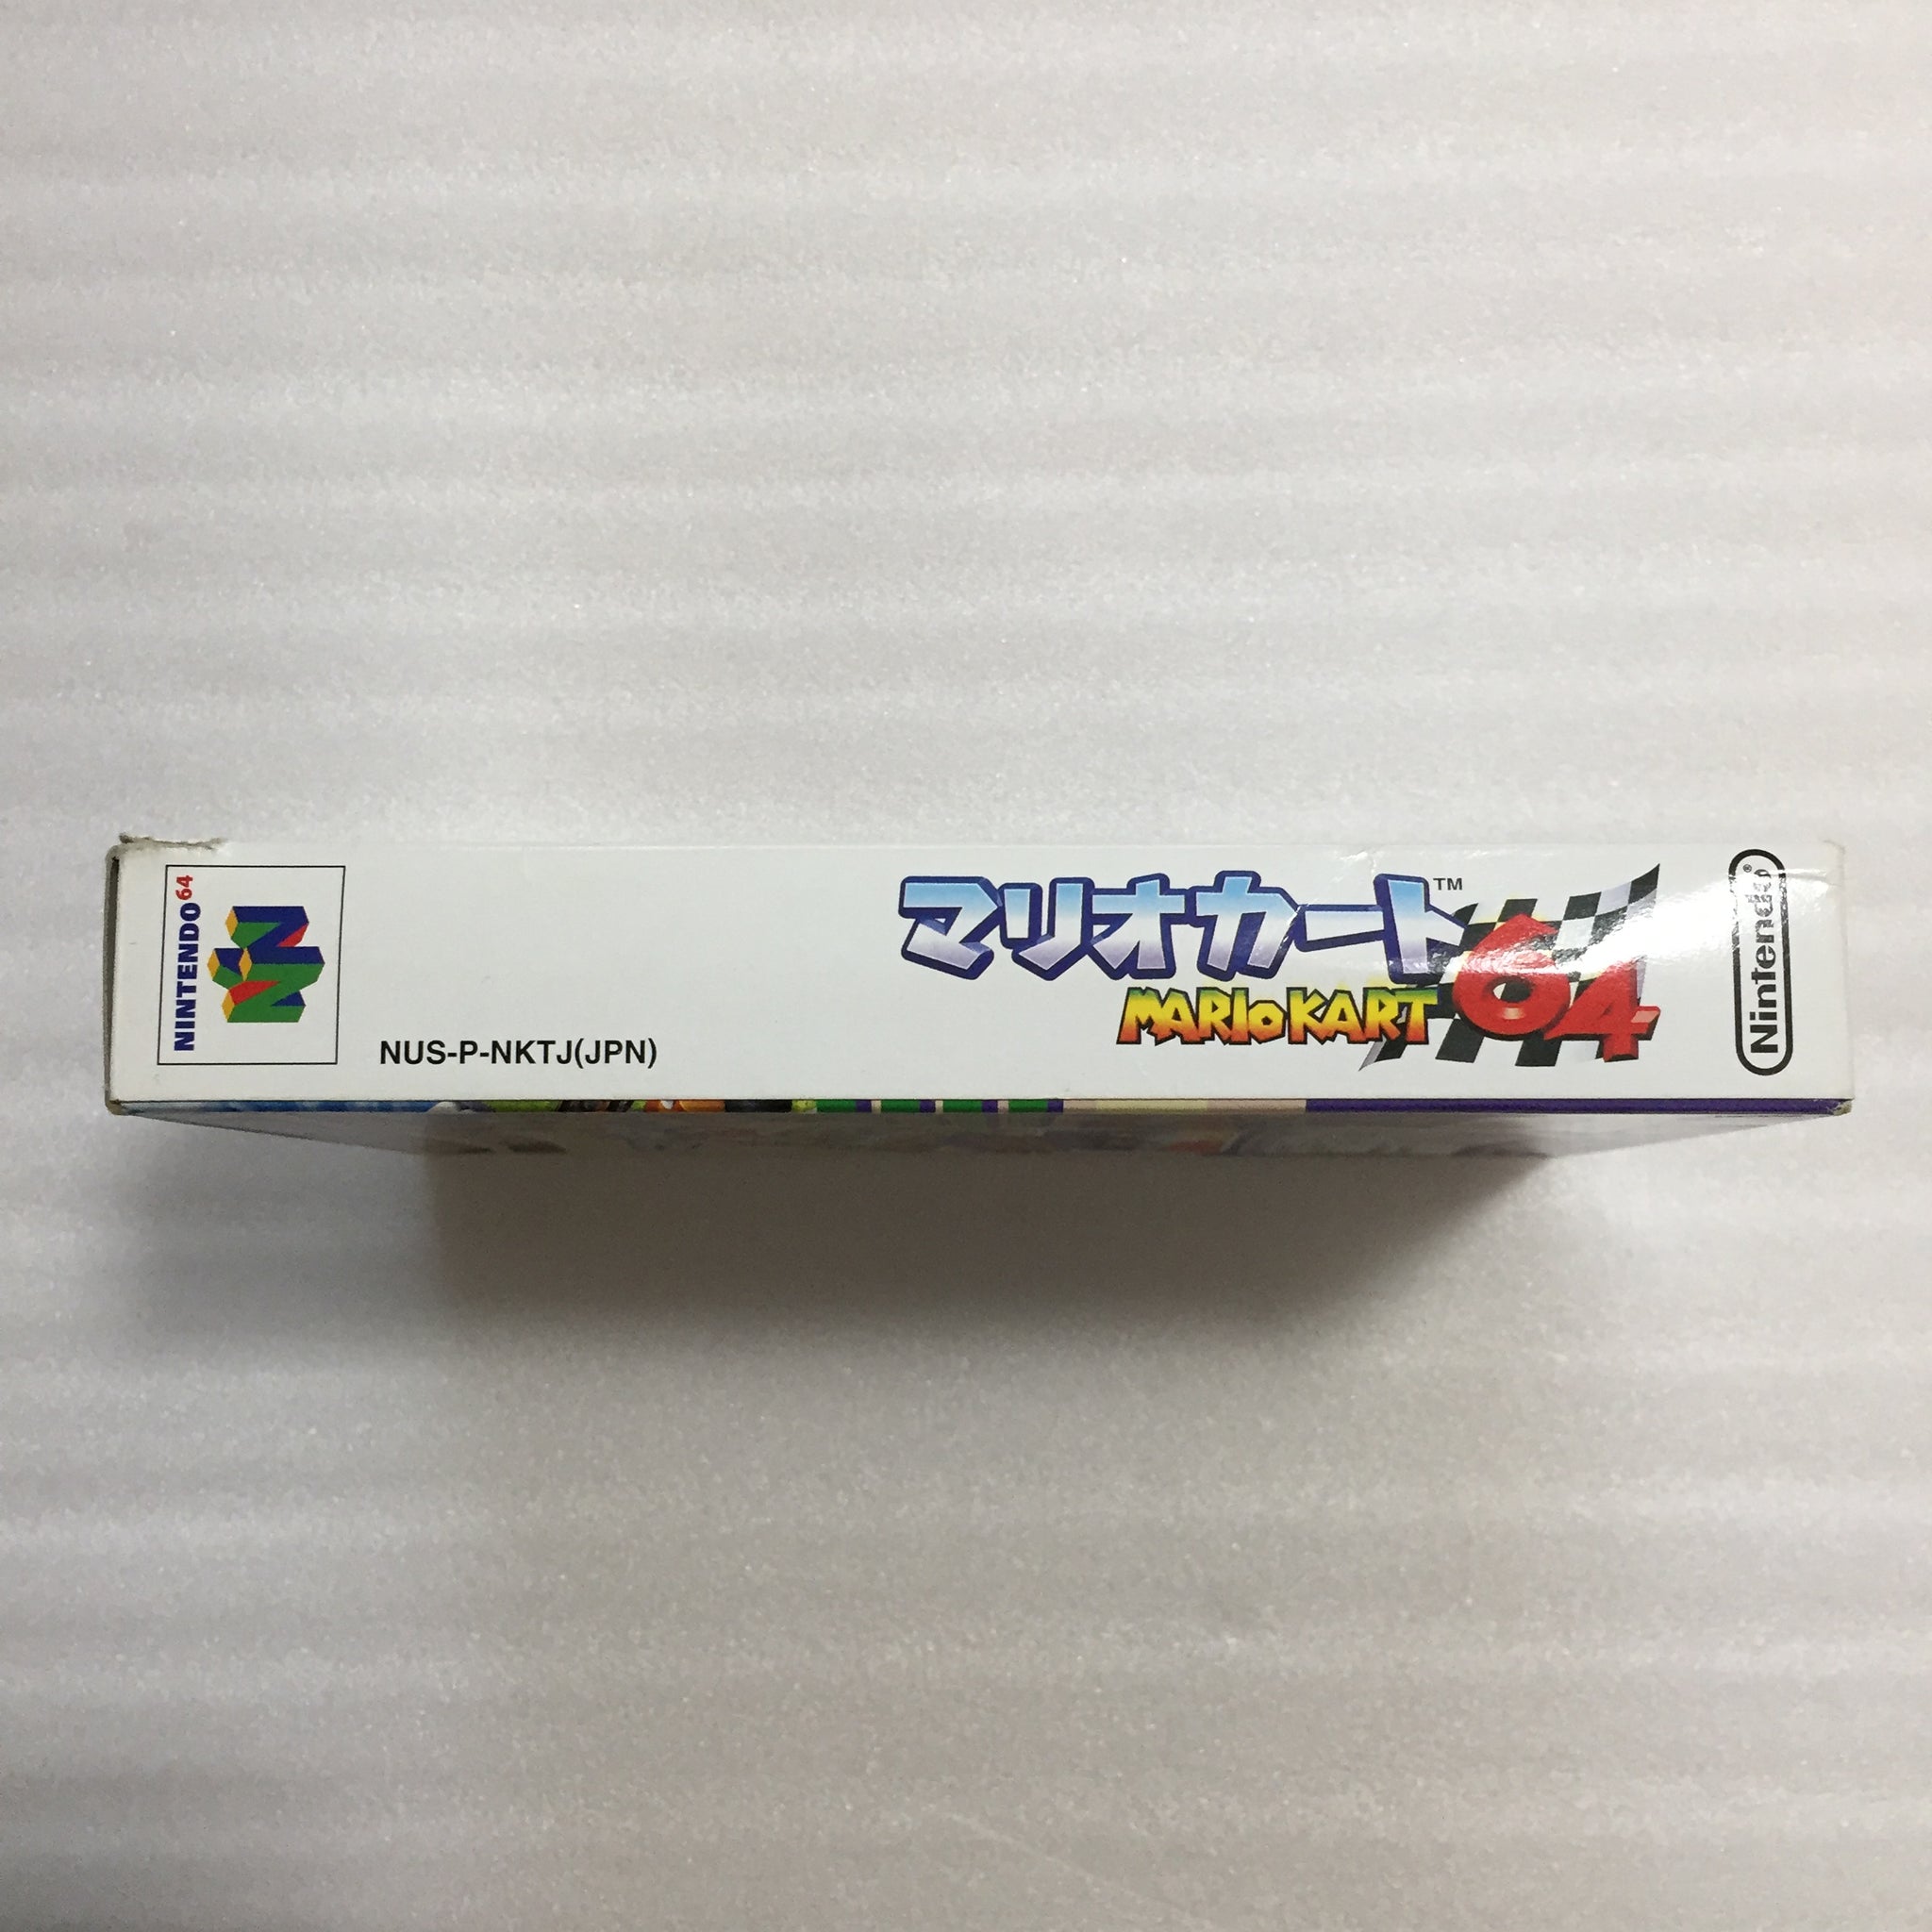 NINTENDO64
NUS-P-NKTJ(JPN)
マリオカート™
MARIO KART 64
Nintendo®